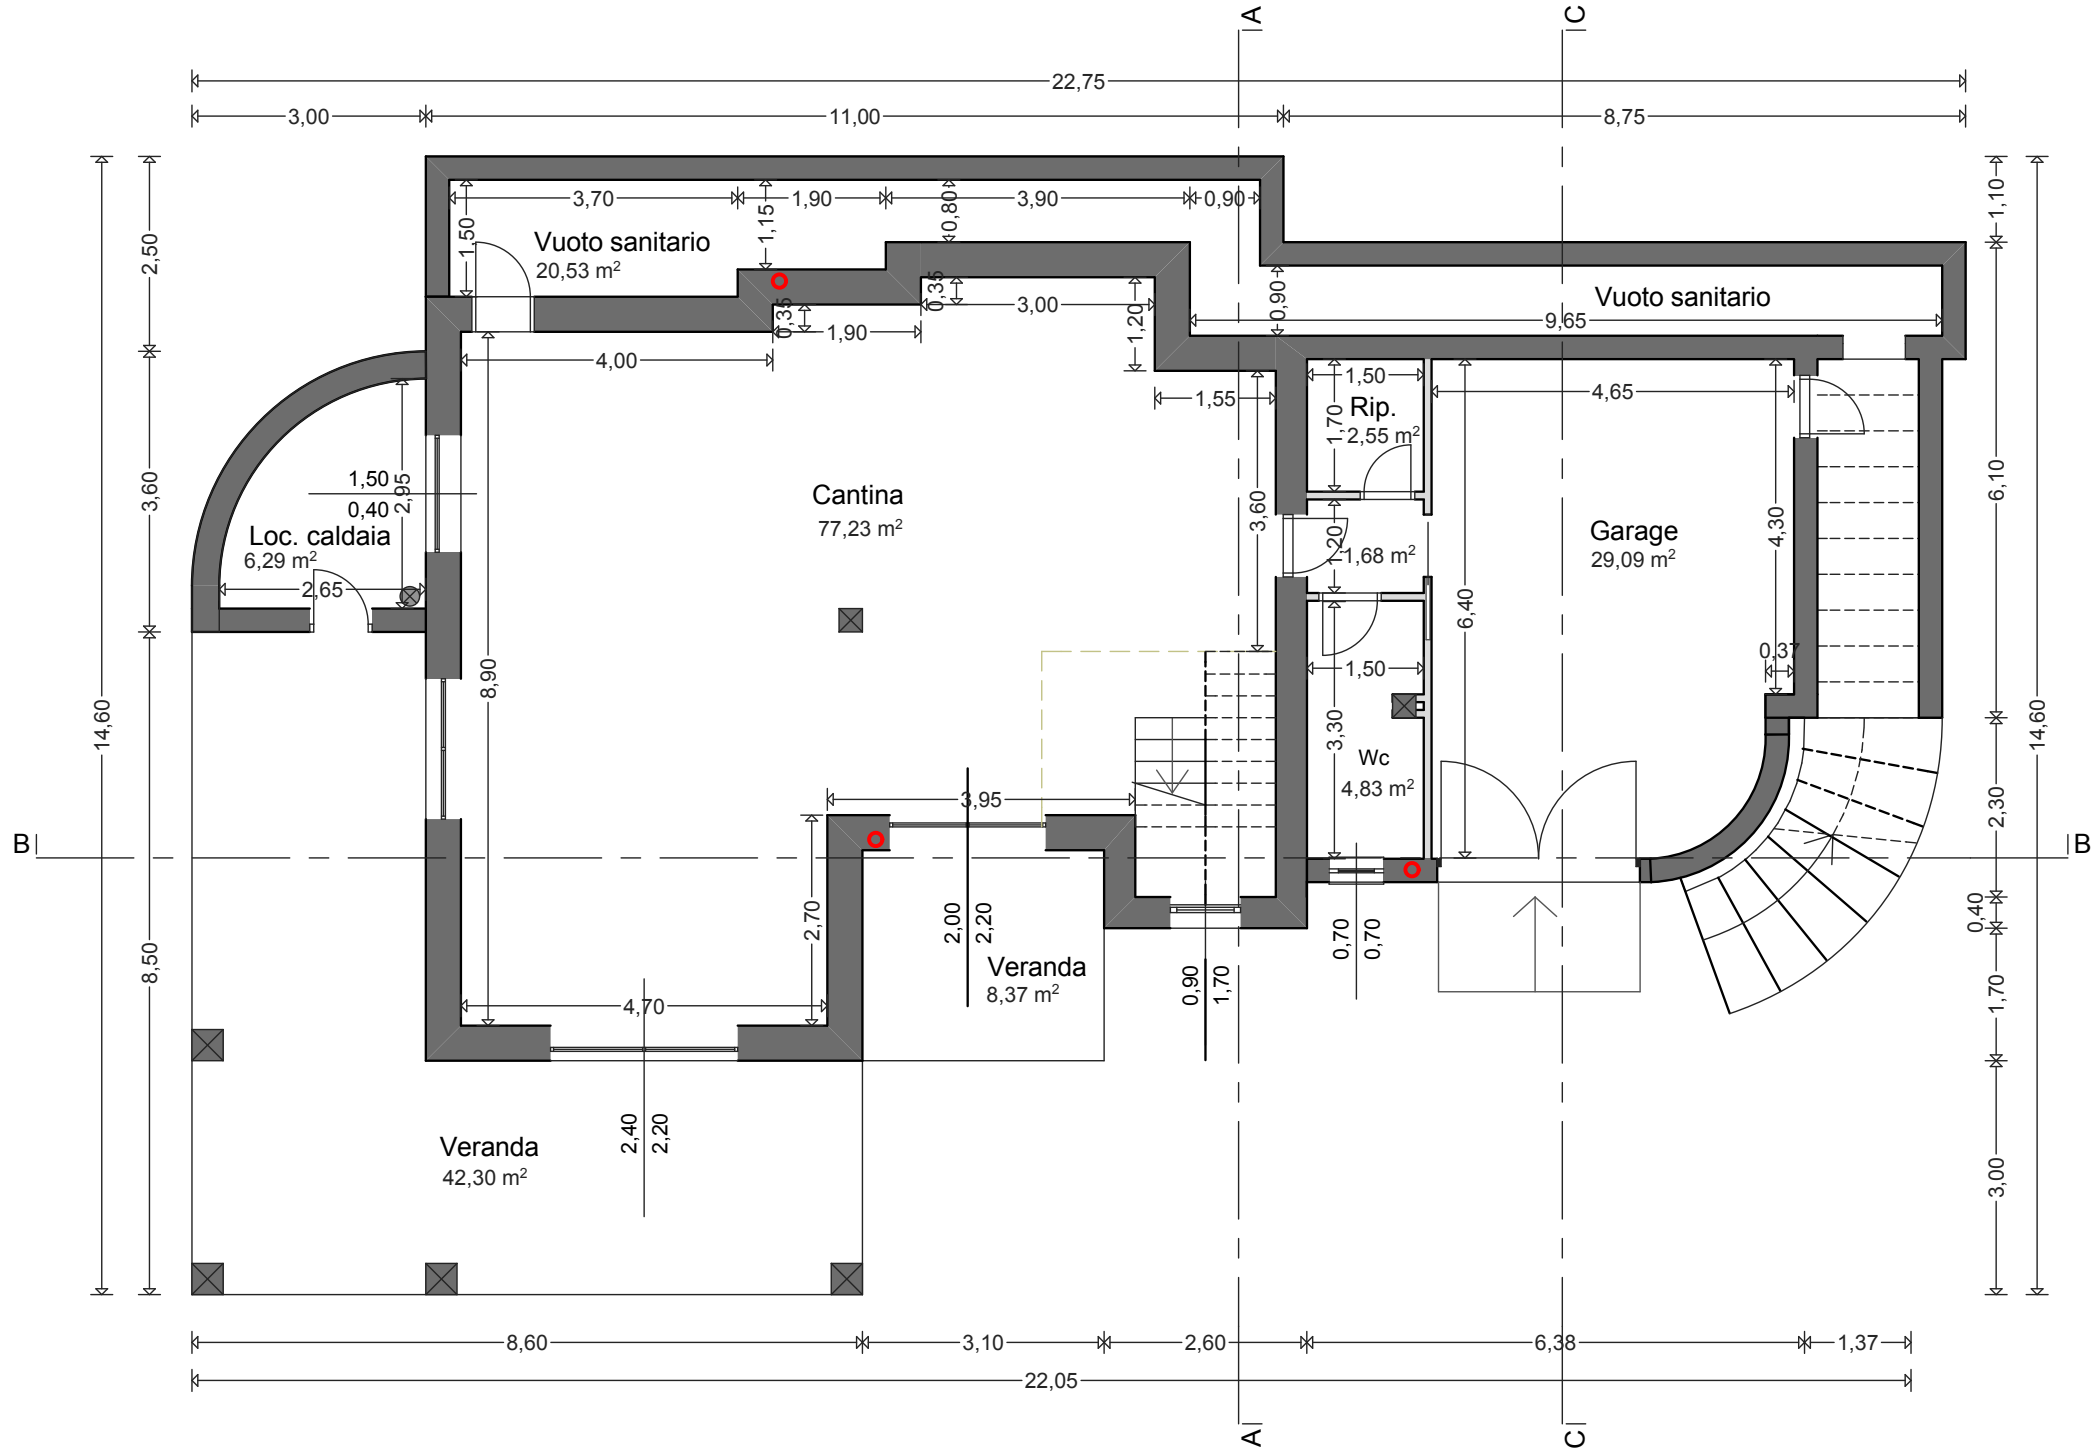 A
C
22,75
3,00
11,00
8,75
3,70
1,90
3,90
0,90
1,50
1,15
0,80
1,10
2,50
Vuoto sanitario
20,53 m²
0,35
0,35
3,00
1,20
0,90
Vuoto sanitario
9,65
4,00
1,90
1,50
4,65
1,55
Rip.
2,55 m²
1,70
1,50
0,40
2,95
3,60
Cantina
77,23 m²
3,60
6,10
Loc. caldaia
6,29 m²
1,20
1,68 m²
Garage
29,09 m²
4,30
2,65
6,40
0,37
8,90
1,50
14,60
14,60
3,30
Wc
4,83 m²
3,95
2,30
B
B
2,70
2,00
2,20
0,70
0,70
0,40
8,50
Veranda
8,37 m²
0,90
1,70
1,70
4,70
2,40
2,20
Veranda
42,30 m²
3,00
8,60
3,10
2,60
6,38
1,37
22,05
A
C